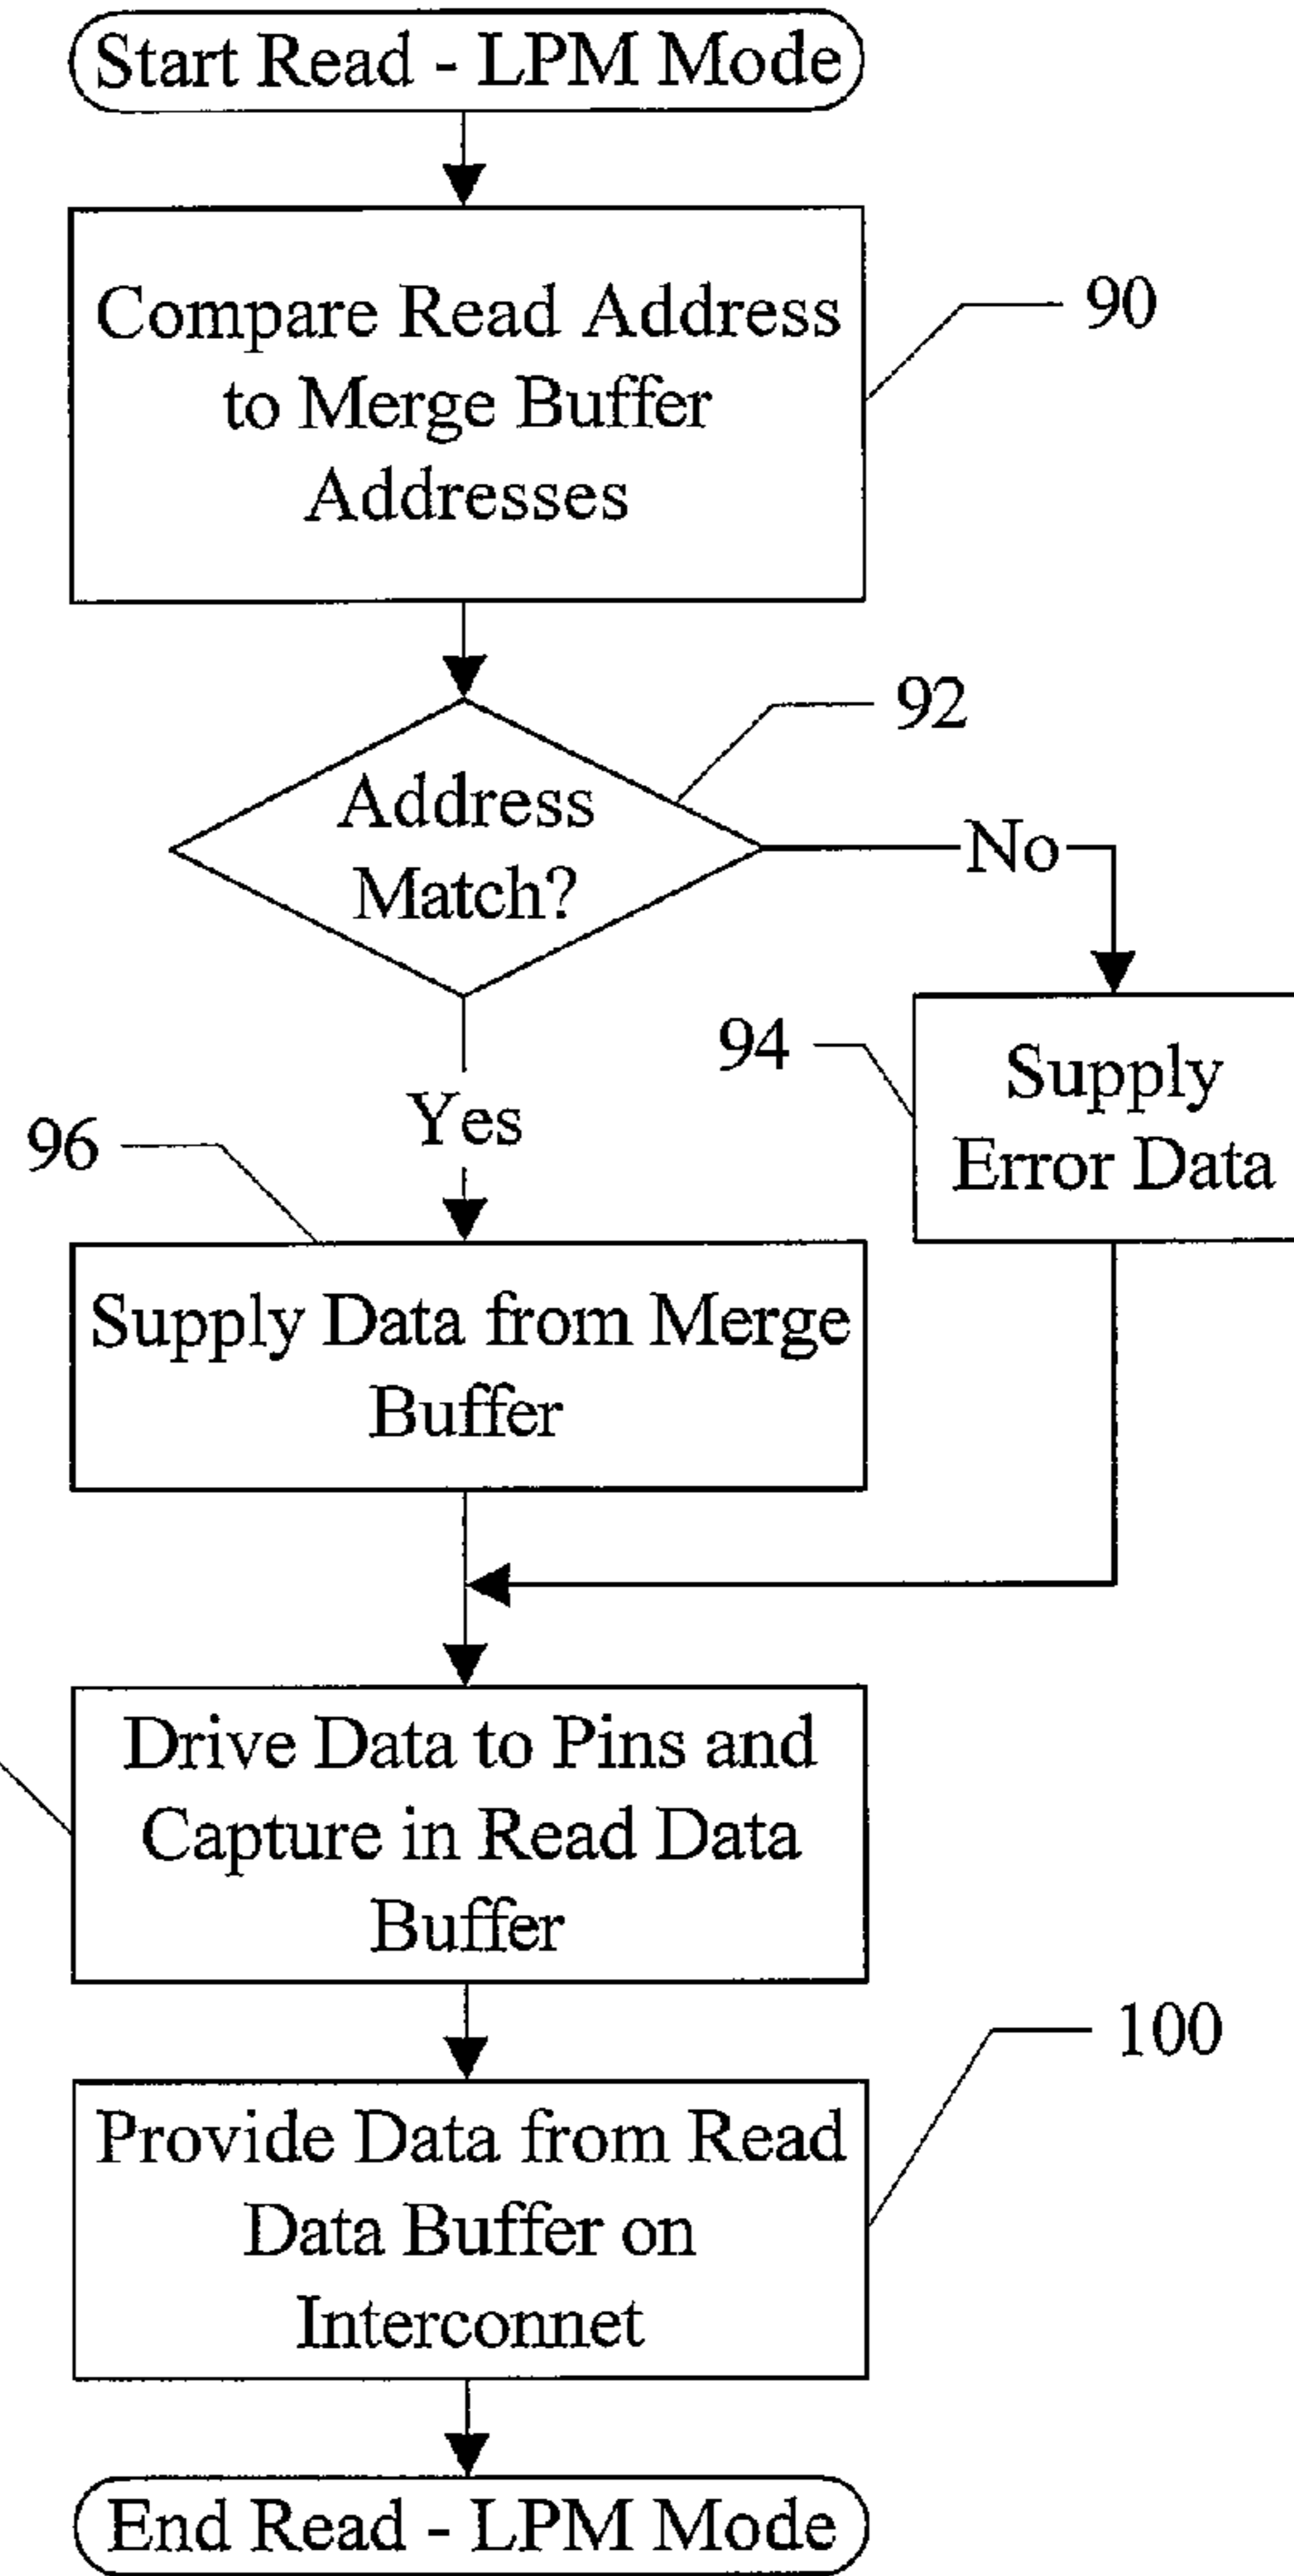 Start Read - LPM Mode
Compare Read Address
to Merge Buffer
Addresses
90
92
Address
Match?
No
94
Supply
Error Data
Yes
96
Supply Data from Merge
Buffer
Drive Data to Pins and
Capture in Read Data
Buffer
100
Provide Data from Read
Data Buffer on
Interconnet
End Read - LPM Mode